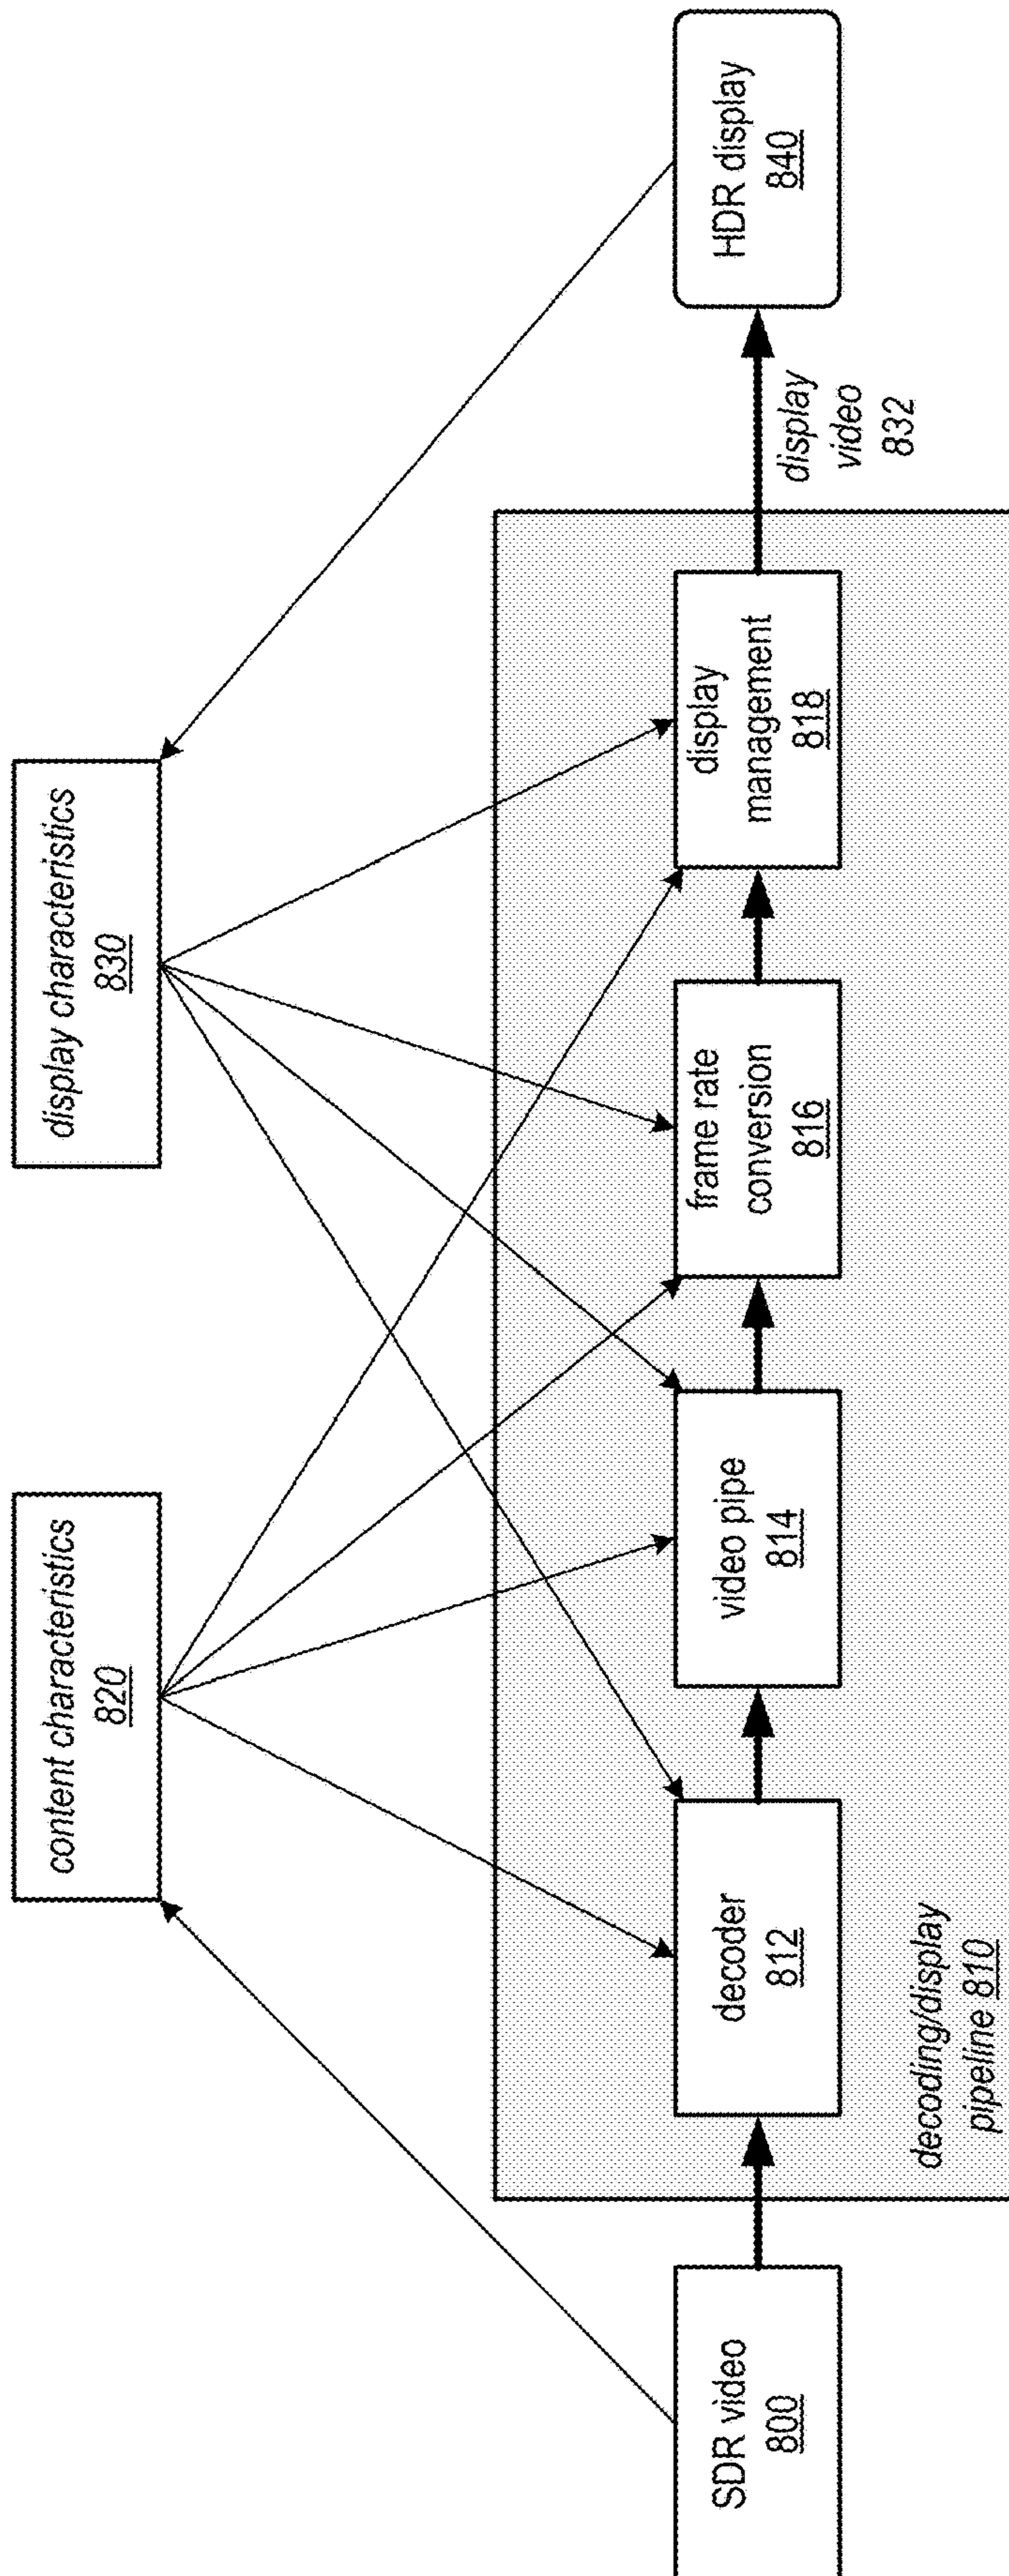 content characteristics
820
display characteristics
830
SDR video
800
decoder
812
video pipe
814
frame rate
conversion
816
display
management
818
display
video
832
HDR display
840
decoding/display
pipeline 810